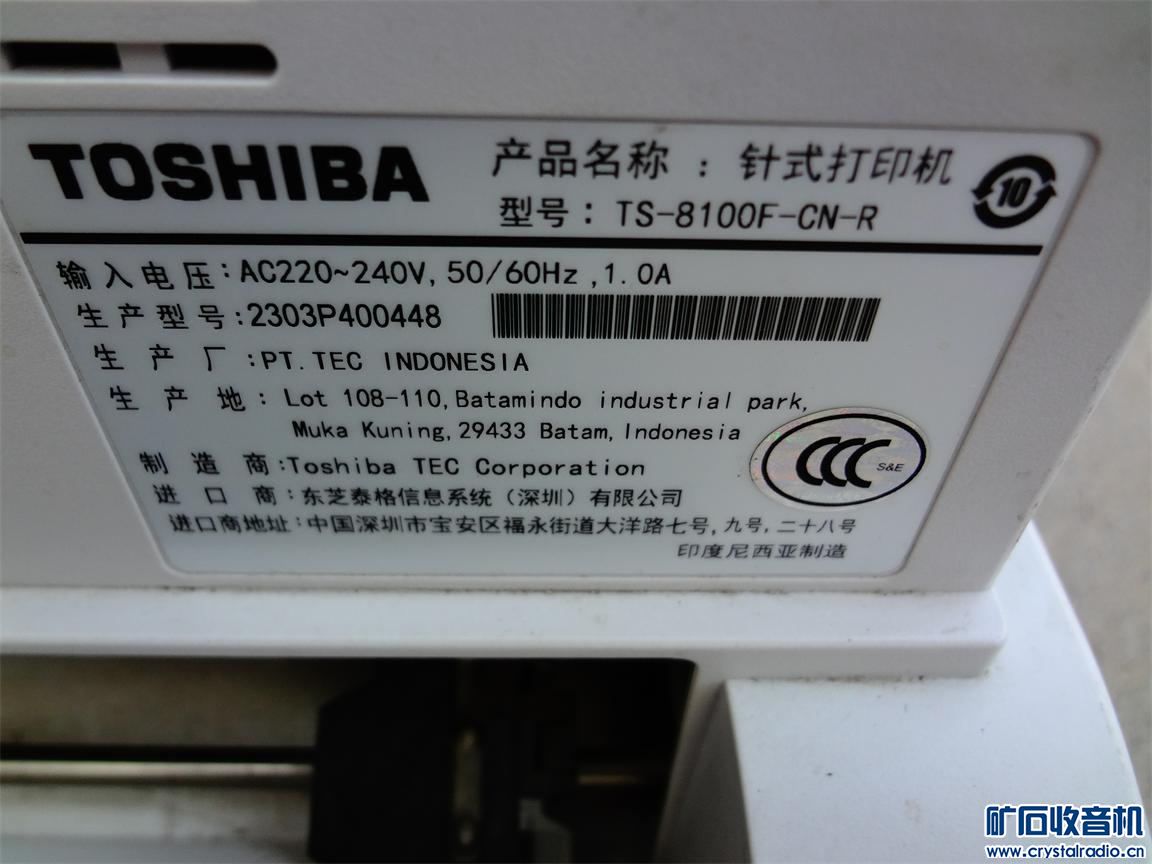 TOSHIBA
产品名称：针式打印机
型号：TS-8100F-CN-R
10
输入电压：AC220~240V, 50/60Hz ,1.0A
生产型号：2303P400448
生产厂：PT.TEC INDONESIA
生产地：Lot 108-110, Batamindo industrial park,
Muka Kuning, 29433 Batam, Indonesia
CCC S&E
制造商：Toshiba TEC Corporation
进口商：东芝泰格信息系统（深圳）有限公司
进口商地址：中国深圳市宝安区福永街道大洋路七号，九号，二十八号
印度尼西亚制造
矿石收音机
www.crystalradio.cn